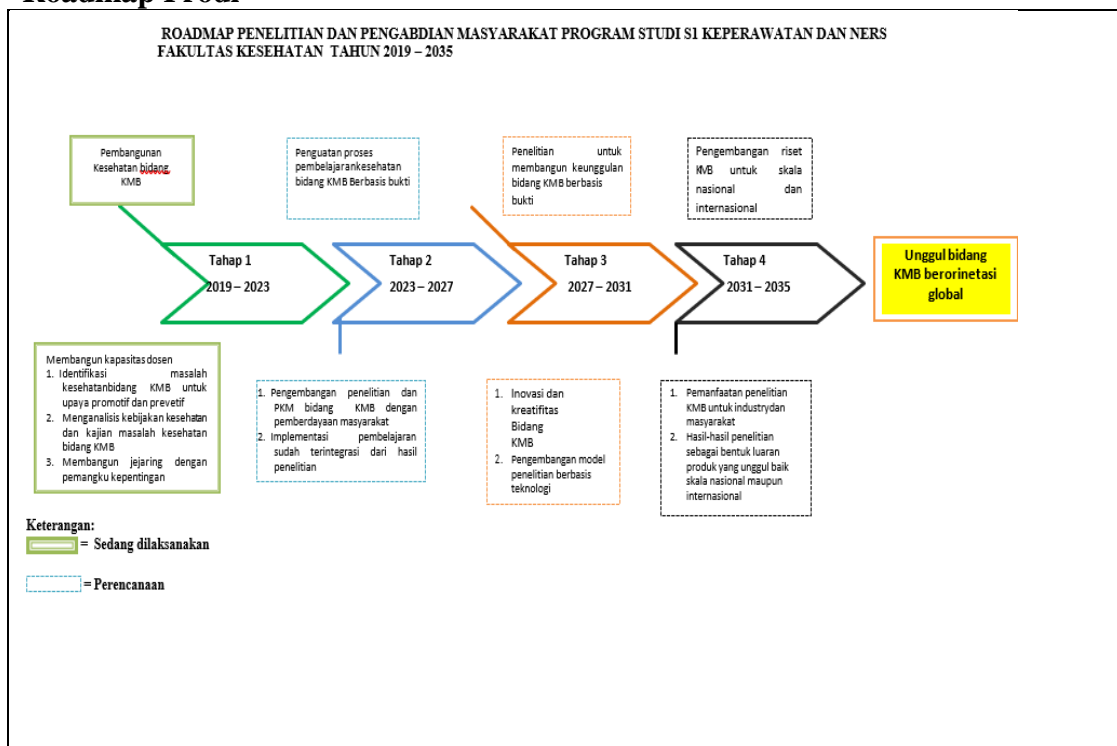 Roadmap Prodi
ROADMAP PENELITIAN DAN PENGABDIAN MASYARAKAT PROGRAM STUDI S1 KEPERAWATAN DAN NERS
FAKULTAS KESEHATAN TAHUN 2019 – 2035
Pembangunan
Kesehatan bidang
KMB
Penguatan proses
pembelajarankesehatan
bidang KMB Berbasis bukti
Penelitian untuk
membangun keunggulan
bidang KMB berbasis
bukti
Pengembangan riset
KMB untuk skala
nasional dan
internasional
Tahap 1
2019 – 2023
Tahap 2
2023 – 2027
Tahap 3
2027 – 2031
Tahap 4
2031 – 2035
Unggul bidang
KMB berorinetasi
global
Membangun kapasitas dosen
1. Identifikasi masalah
kesehatanbidang KMB untuk
upaya promotif dan prevetif
2. Menganalisis kebijakan kesehatan
dan kajian masalah kesehatan
bidang KMB
3. Membangun jejaring dengan
pemangku kepentingan
1. Pengembangan penelitian dan
PKM bidang KMB dengan
pemberdayaan masyarakat
2. Implementasi pembelajaran
sudah terintegrasi dari hasil
penelitian
1. Inovasi dan
kreatifitas
Bidang
KMB
2. Pengembangan model
penelitian berbasis
teknologi
1. Pemanfaatan penelitian
KMB untuk industrydan
masyarakat
2. Hasil-hasil penelitian
sebagai bentuk luaran
produk yang unggul baik
skala nasional maupun
internasional
Keterangan:
= Sedang dilaksanakan
= Perencanaan